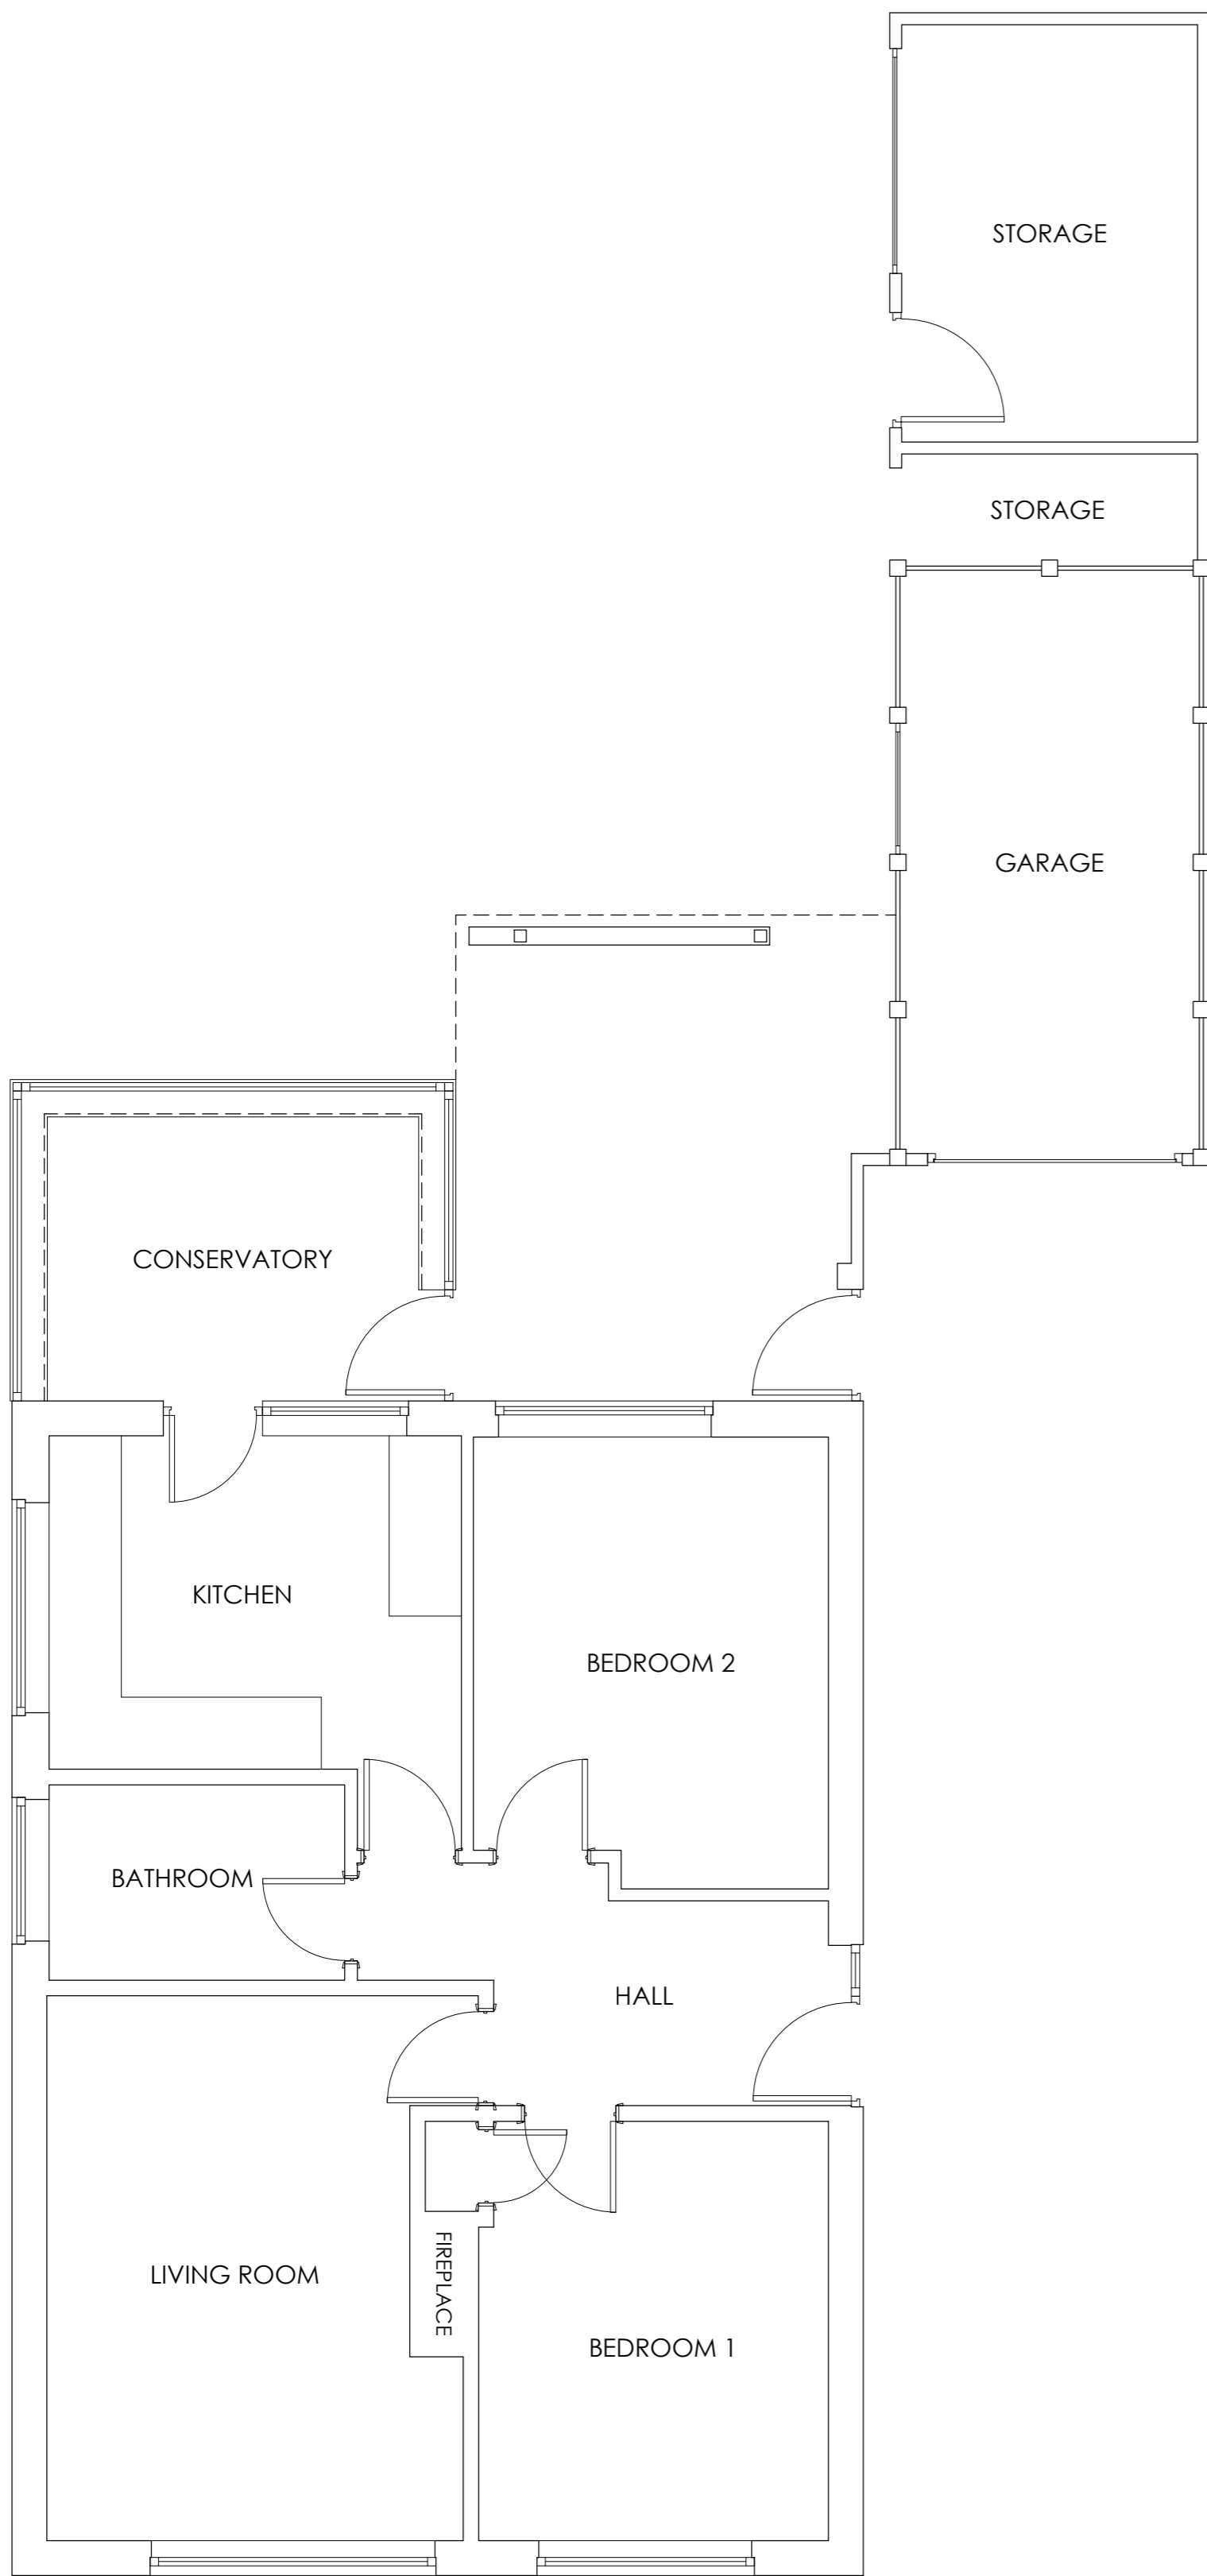 STORAGE
STORAGE
GARAGE
CONSERVATORY
KITCHEN
BEDROOM 2
BATHROOM
HALL
LIVING ROOM
FIREPLACE
BEDROOM 1